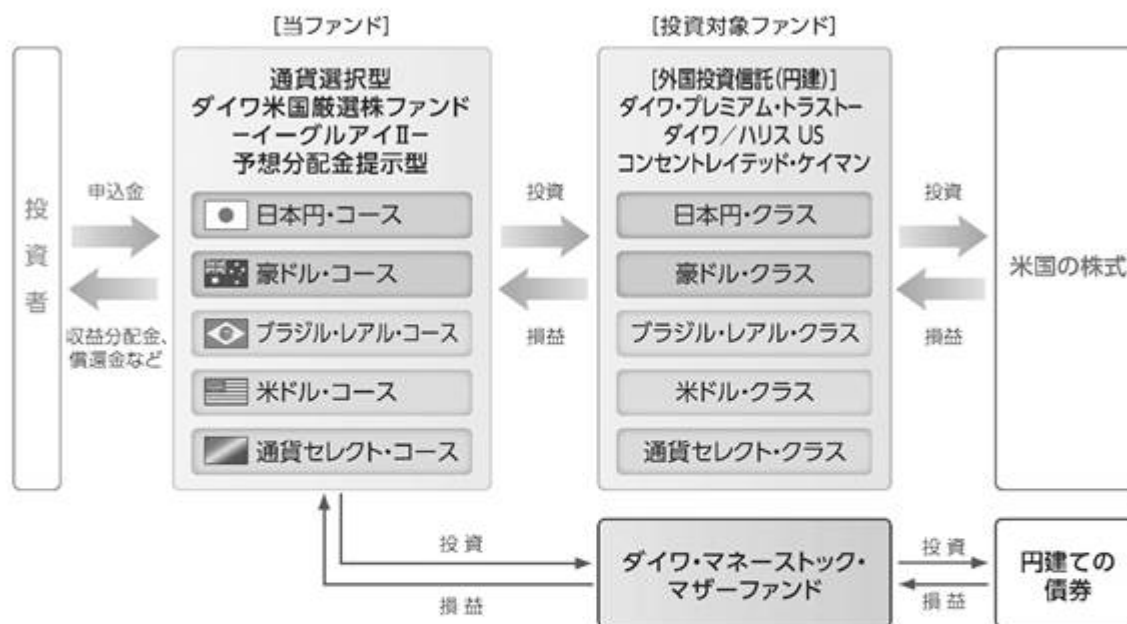 [当ファンド]
[投資対象ファンド]
投資者
申込金
収益分配金、
償還金など
通貨選択型
ダイワ米国厳選株ファンド
－イーグルアイⅡ－
予想分配金提示型
日本円・コース
豪ドル・コース
ブラジル・レアル・コース
米ドル・コース
通貨セレクト・コース
投資
損益
[外国投資信託(円建)]
ダイワ・プレミアム・トラスト－
ダイワ／ハリス US
コンセントレイテッド・ケイマン
日本円・クラス
豪ドル・クラス
ブラジル・レアル・クラス
米ドル・クラス
通貨セレクト・クラス
投資
損益
米国の株式
投資
損益
ダイワ・マネーストック・
マザーファンド
投資
損益
円建ての
債券